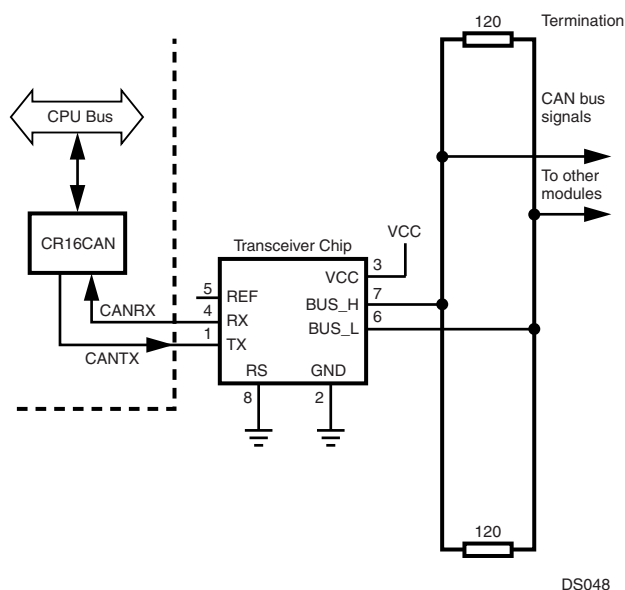 120
Termination
CAN bus
signals
CPU Bus
To other
modules
CR16CAN
Transceiver Chip
VCC
3
VCC
5
REF
7
BUS_H
4
RX
CANRX
6
BUS_L
1
TX
CANTX
RS
GND
8
2
120
DS048